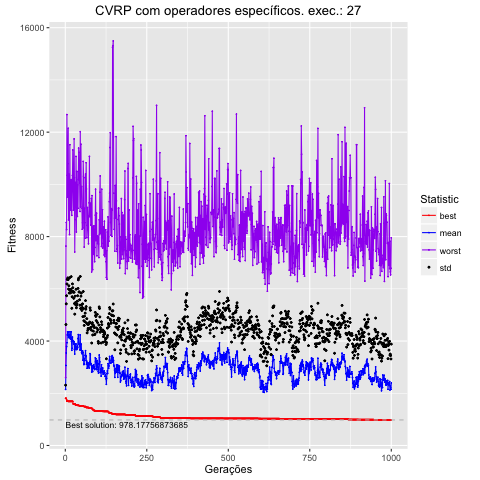 CVRP com operadores específicos. exec.: 27
16000
12000
8000
4000
0
Fitness
Best solution: 978.17756873685
0
250
500
750
1000
Gerações
Statistic
best
mean
worst
std